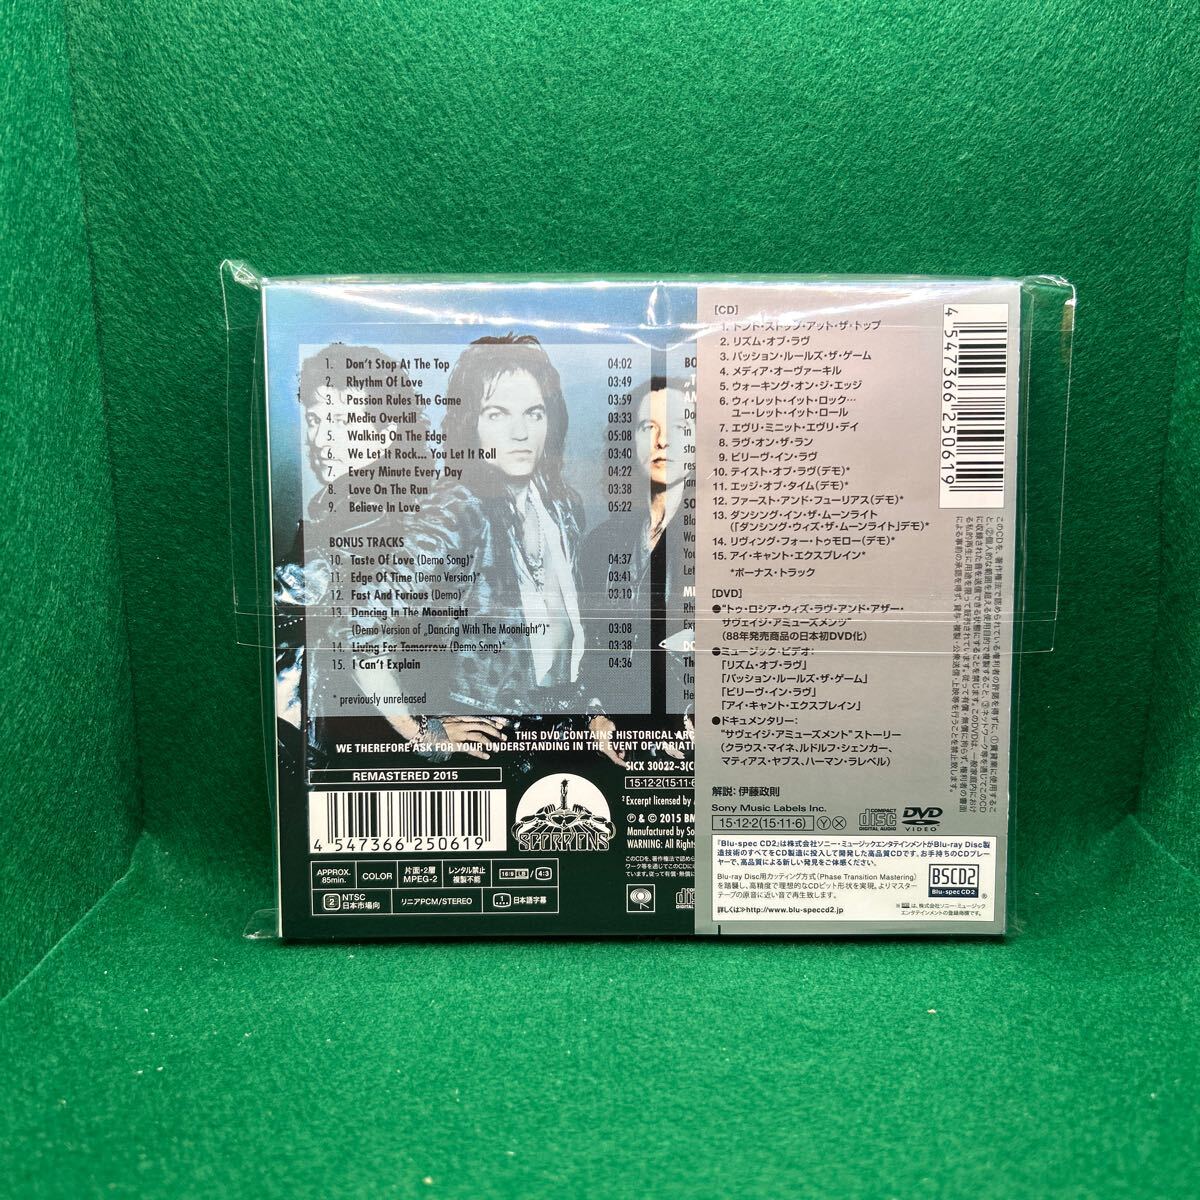 1. Don't Stop At The Top 04:02
2. Rhythm Of Love 03:49
3. Passion Rules The Game 03:59
4. Media Overkill 03:33
5. Walking On The Edge 05:08
6. We Let It Rock... You Let It Roll 03:40
7. Every Minute Every Day 04:22
8. Love On The Run 03:38
9. Believe In Love 05:22
BONUS TRACKS
10. Taste Of Love (Demo Song)* 04:37
11. Edge Of Time (Demo Version)* 03:41
12. Fast And Furious (Demo)* 03:10
13. Dancing In The Moonlight
(Demo Version of „Dancing With The Moonlight")* 03:08
14. Living For Tomorrow (Demo Song)* 03:38
15. I Can't Explain 04:36
* previously unreleased
THIS DVD CONTAINS HISTORICAL ARC
WE THEREFORE ASK FOR YOUR UNDERSTANDING IN THE EVENT OF VARIATI
REMASTERED 2015
4 547366 250619
SCORPIONS
SICX 30022~3(C
15·12·2(15·11·6
² Excerpt licensed by
℗ & © 2015 BM
Manufactured by So
WARNING: All Rights
APPROX. 85min.
COLOR
片面・2層 MPEG-2
レンタル禁止 複製不能
16:9 LB / 4:3
2 NTSC 日本市場向
リニアPCM/STEREO
1 日本語字幕
[CD]
1. ドント・ストップ・アット・ザ・トップ
2. リズム・オブ・ラヴ
3. パッション・ルールズ・ザ・ゲーム
4. メディア・オーヴァーキル
5. ウォーキング・オン・ジ・エッジ
6. ウィ・レット・イット・ロック…
ユー・レット・イット・ロール
7. エヴリ・ミニット・エヴリ・デイ
8. ラヴ・オン・ザ・ラン
9. ビリーヴ・イン・ラヴ
10. テイスト・オブ・ラヴ(デモ)*
11. エッジ・オブ・タイム(デモ)*
12. ファースト・アンド・フューリアス(デモ)*
13. ダンシング・イン・ザ・ムーンライト
(「ダンシング・ウィズ・ザ・ムーンライト」デモ)*
14. リヴィング・フォー・トゥモロー(デモ)*
15. アイ・キャント・エクスプレイン*
*ボーナス・トラック
[DVD]
●"トゥ・ロシア・ウィズ・ラヴ・アンド・アザー・
サヴェイジ・アミューズメンツ"
(88年発売商品の日本初DVD化)
●ミュージック・ビデオ:
「リズム・オブ・ラヴ」
「パッション・ルールズ・ザ・ゲーム」
「ビリーヴ・イン・ラヴ」
「アイ・キャント・エクスプレイン」
●ドキュメンタリー:
"サヴェイジ・アミューズメント" ストーリー
(クラウス・マイネ、ルドルフ・シェンカー、
マティアス・ヤプス、ハーマン・ラレベル)
解説: 伊藤政則
Sony Music Labels Inc.
15·12·2(15·11·6) Ⓨ Ⓧ
COMPACT disc DIGITAL AUDIO
DVD VIDEO
『Blu-spec CD2』は株式会社ソニー・ミュージックエンタテインメントがBlu-ray Disc製
造技術のすべてをCD製造に投入して開発した高品質CDです。お手持ちのCDプレーヤ
ーで、高品質による新しい発見をご体感ください。
Blu-ray Disc用カッティング方式(Phase Transition Mastering)
を踏襲し、高精度で理想的なCDビット形状を実現。よりマスター
テープの原音に近い音で再生致します。
詳しくは≫http://www.blu-speccd2.jp
BSCD2
Blu-spec CD2
4 547366 250619